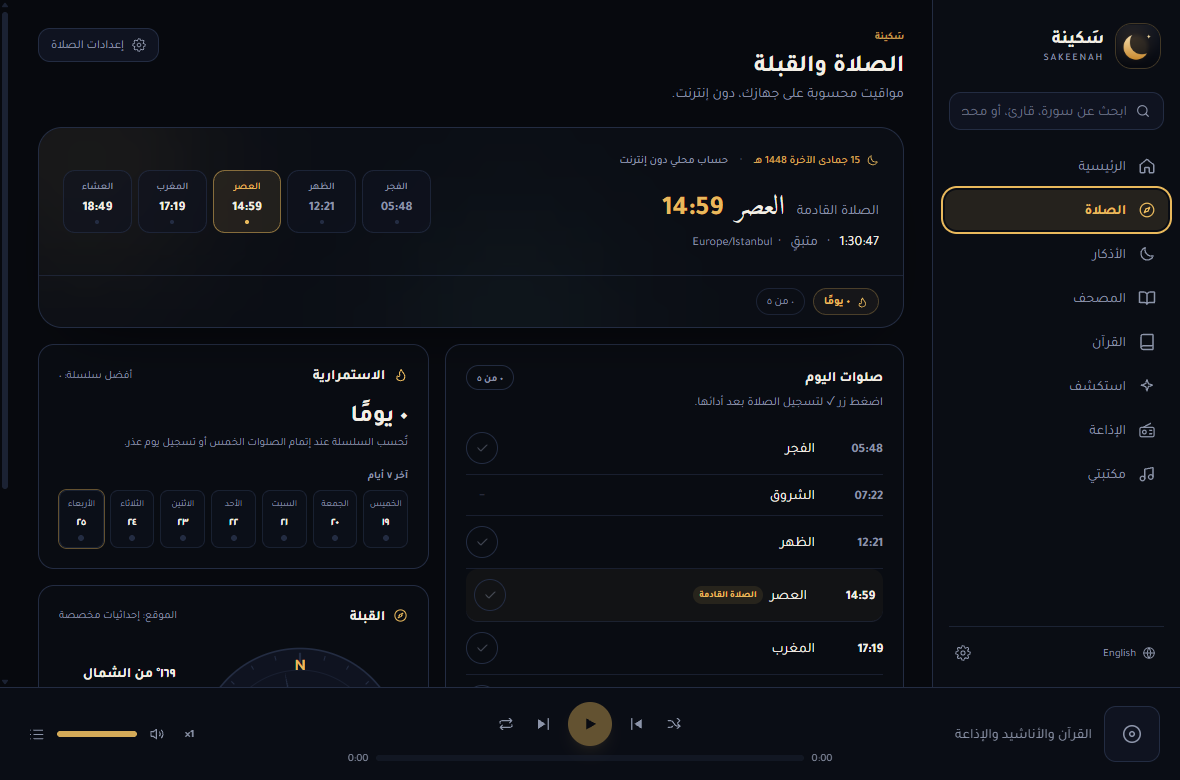 سَكينة
SAKEENAH
ابحث عن سورة، قارئ، أو محد
الرئيسية
الصلاة
الأذكار
المصحف
القرآن
استكشف
الإذاعة
مكتبتي
English
سَكينة
الصلاة والقبلة
مواقيت محسوبة على جهازك، دون إنترنت.
إعدادات الصلاة
15 جمادى الآخرة 1448 هـ · حساب محلي دون إنترنت
الصلاة القادمة العصر 14:59
1:30:47 · متبقٍ · Europe/Istanbul
الفجر
05:48
الظهر
12:21
العصر
14:59
المغرب
17:19
العشاء
18:49
٠ يومًا
٠ من ٥
صلوات اليوم
٠ من ٥
اضغط زر ✓ لتسجيل الصلاة بعد أدائها.
05:48 الفجر
07:22 الشروق –
12:21 الظهر
14:59 العصر الصلاة القادمة
17:19 المغرب
الاستمرارية
أفضل سلسلة: ٠
٠ يومًا
تُحسب السلسلة عند إتمام الصلوات الخمس أو تسجيل يوم عذر.
آخر ٧ أيام
الخميس
١٩
الجمعة
٢٠
السبت
٢١
الأحد
٢٢
الاثنين
٢٣
الثلاثاء
٢٤
الأربعاء
٢٥
القبلة
الموقع: إحداثيات مخصصة
N
١٦٩° من الشمال
القرآن والأناشيد والإذاعة
0:00
0:00
x1